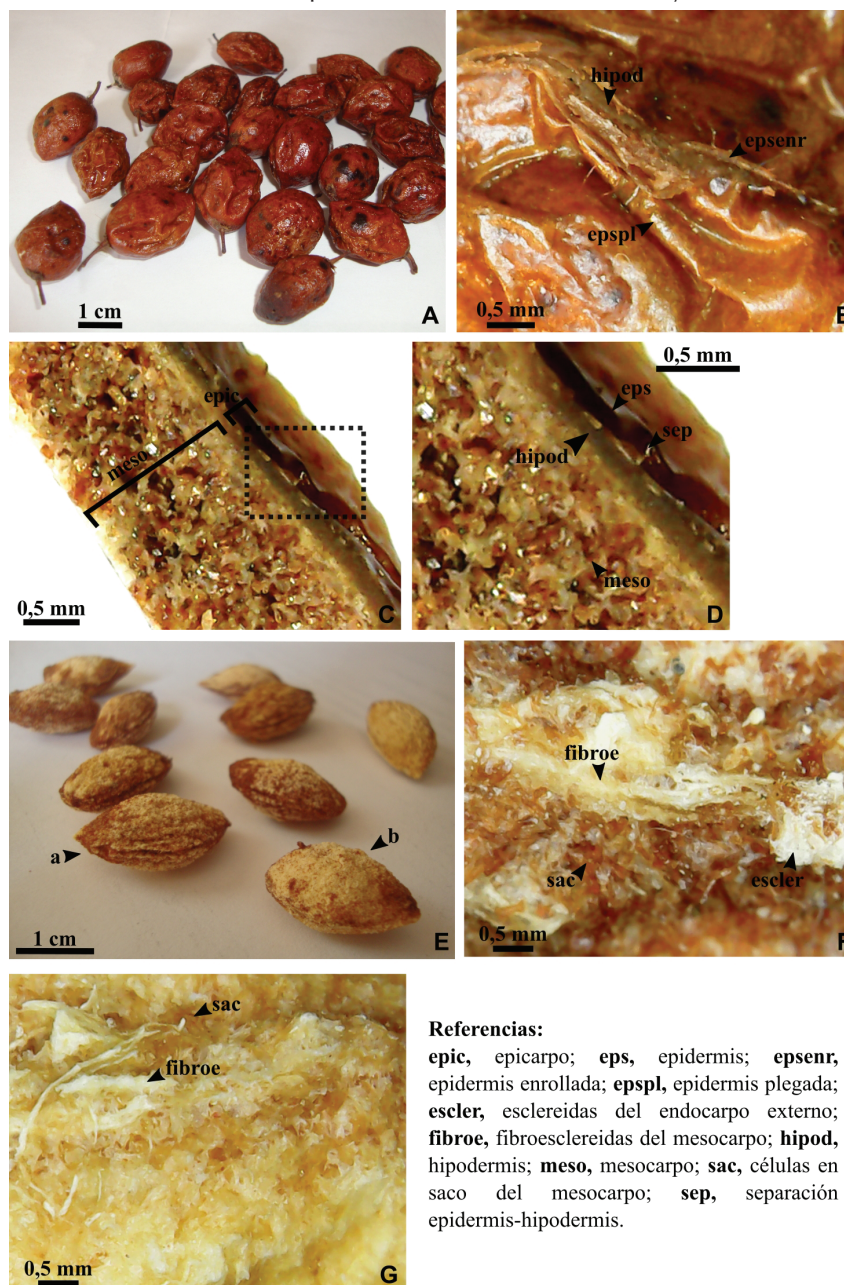 hipod
epsenr
epspl
1 cm
A
0,5 mm
epic
meso
0,5 mm
C
0,5 mm
eps
sep
hipod
meso
D
a
b
1 cm
E
fibroe
sac
escler
0,5 mm
sac
fibroe
0,5 mm
G
Referencias:
epic, epicarpo; eps, epidermis; epsenr,
epidermis enrollada; epspl, epidermis plegada;
escler, esclereidas del endocarpo externo;
fibroe, fibroesclereidas del mesocarpo; hipod,
hipodermis; meso, mesocarpo; sac, células en
saco del mesocarpo; sep, separación
epidermis-hipodermis.